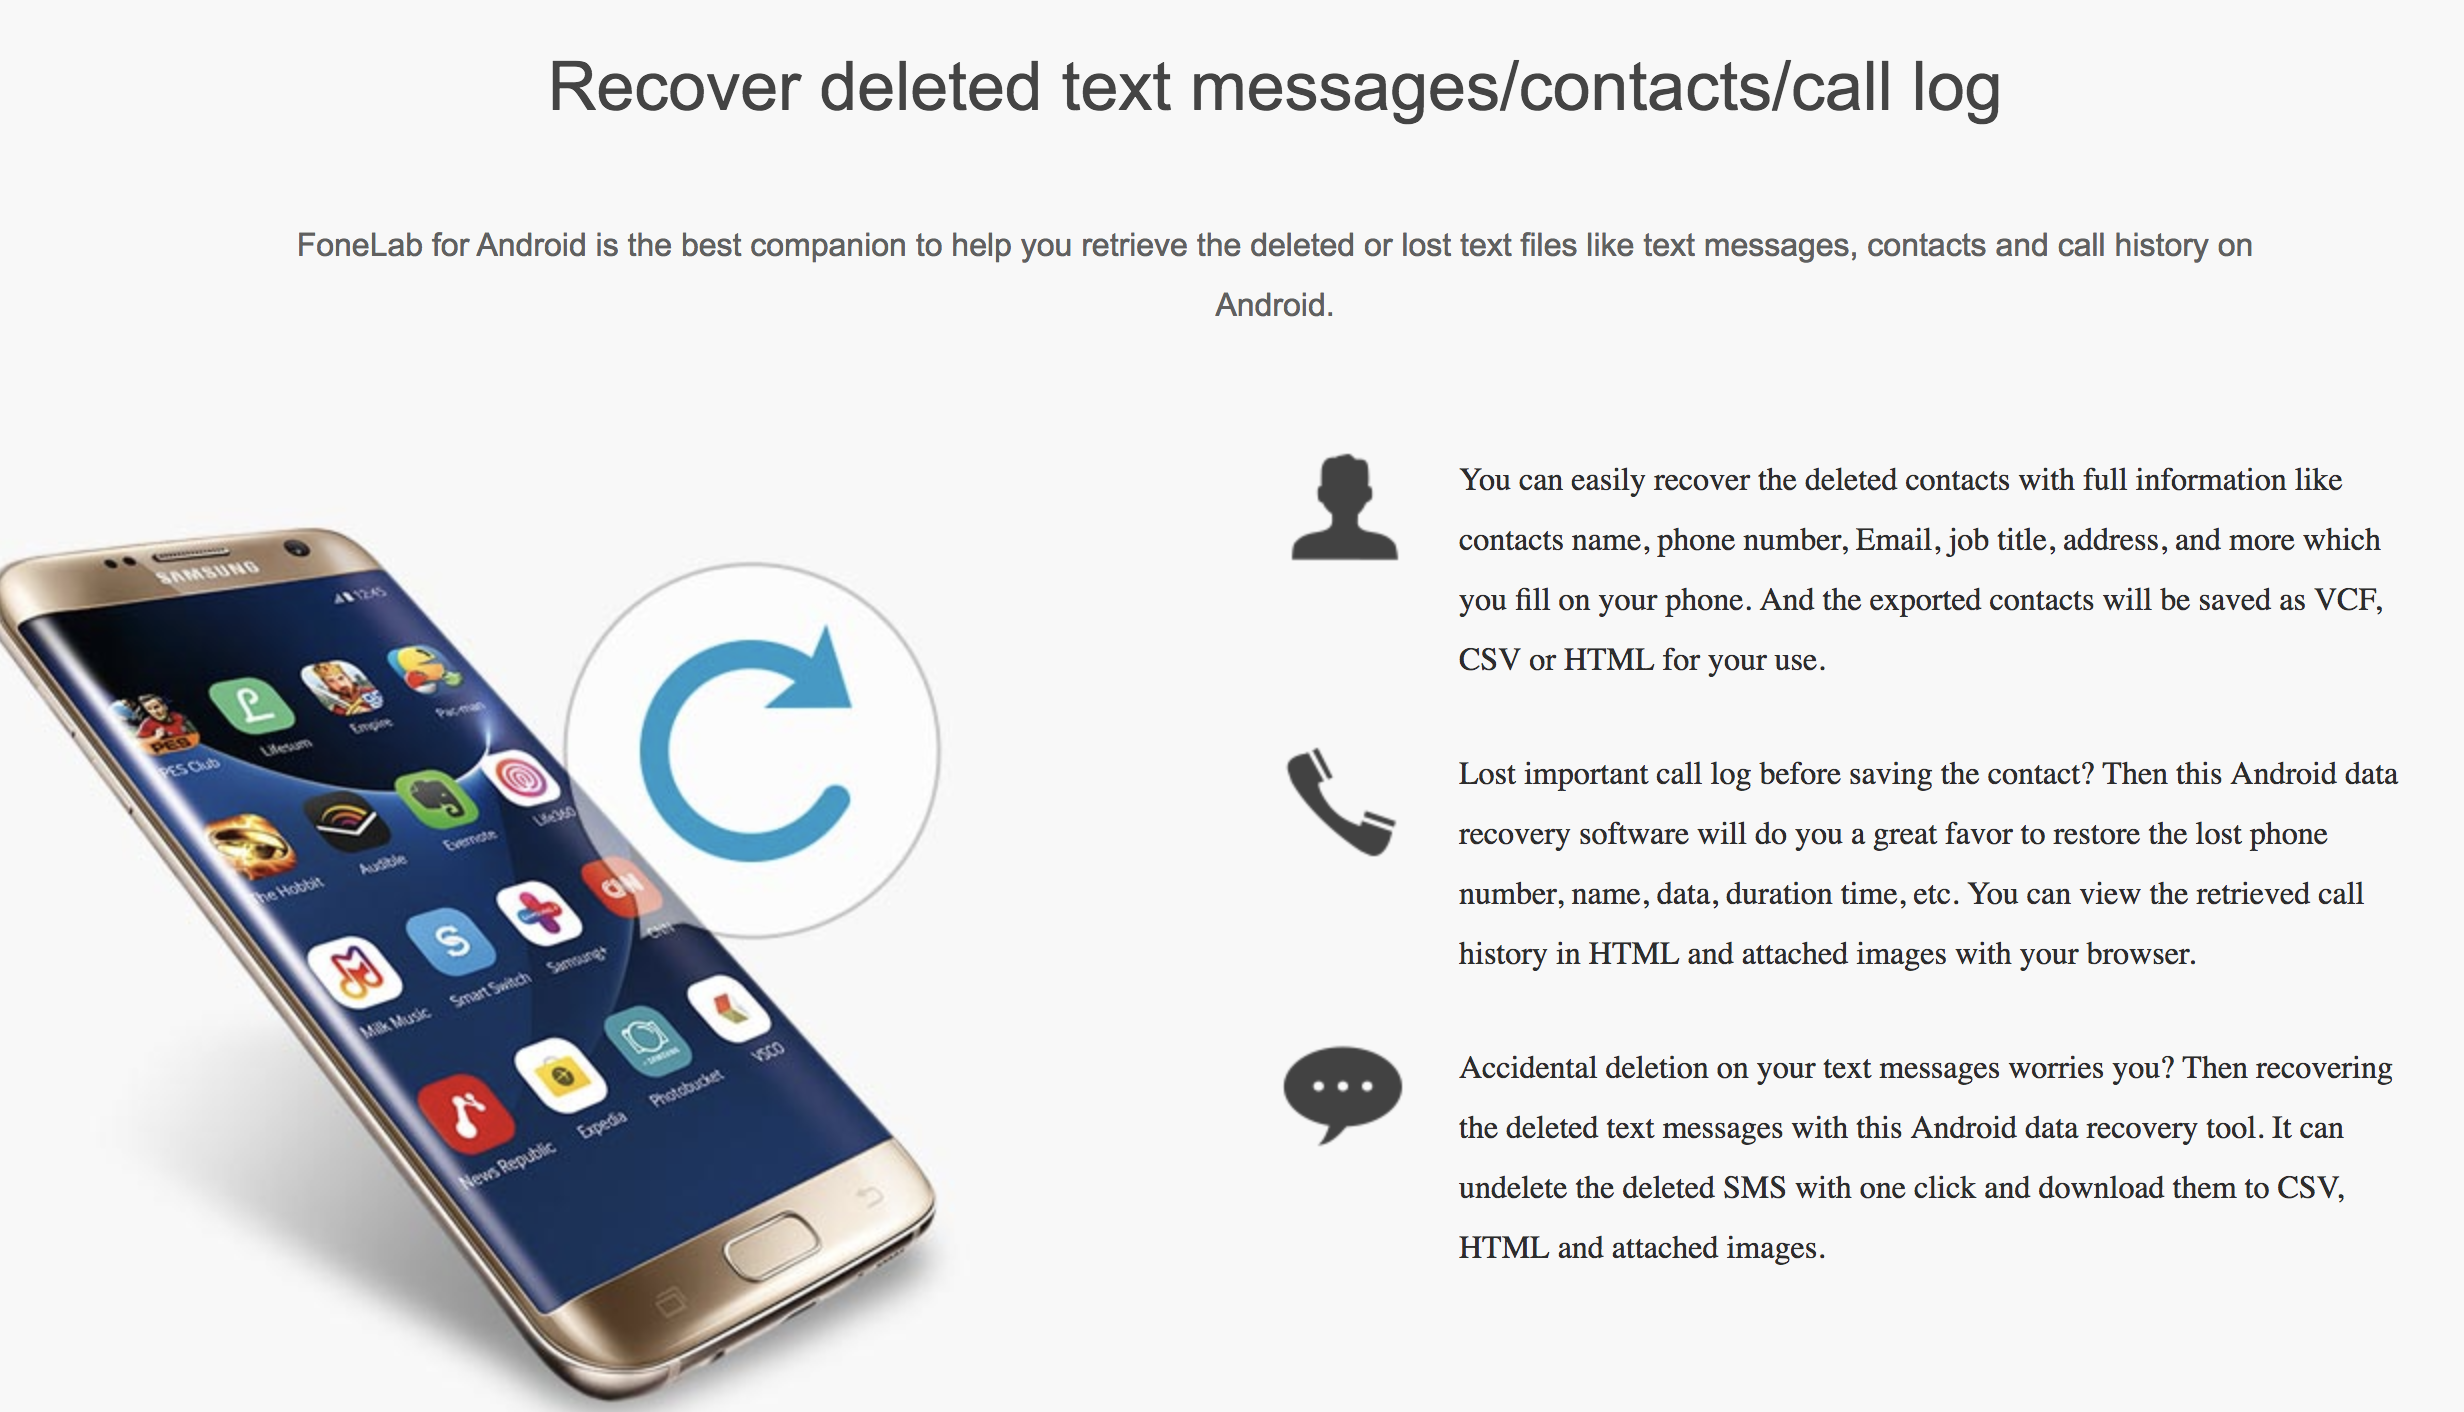 Recover deleted text messages/contacts/call log
FoneLab for Android is the best companion to help you retrieve the deleted or lost text files like text messages, contacts and call history on
Android.
You can easily recover the deleted contacts with full information like
contacts name, phone number, Email, job title, address, and more which
you fill on your phone. And the exported contacts will be saved as VCF,
CSV or HTML for your use.
Lost important call log before saving the contact? Then this Android data
recovery software will do you a great favor to restore the lost phone
number, name, data, duration time, etc. You can view the retrieved call
history in HTML and attached images with your browser.
Accidental deletion on your text messages worries you? Then recovering
the deleted text messages with this Android data recovery tool. It can
undelete the deleted SMS with one click and download them to CSV,
HTML and attached images.
SAMSUNG
12:45
PES
PES Club
Lifesum
Empire
Pac-man
The Hobbit
Audible
Evernote
Life360
Milk Music
Smart Switch
Samsung+
CNN
CNN
News Republic
Expedia
Photobucket
VSCO